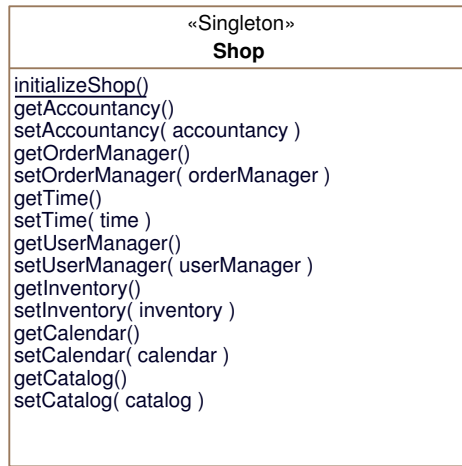 «Singleton»
Shop
initializeShop()
getAccountancy()
setAccountancy( accountancy )
getOrderManager()
setOrderManager( orderManager )
getTime()
setTime( time )
getUserManager()
setUserManager( userManager )
getInventory()
setInventory( inventory )
getCalendar()
setCalendar( calendar )
getCatalog()
setCatalog( catalog )